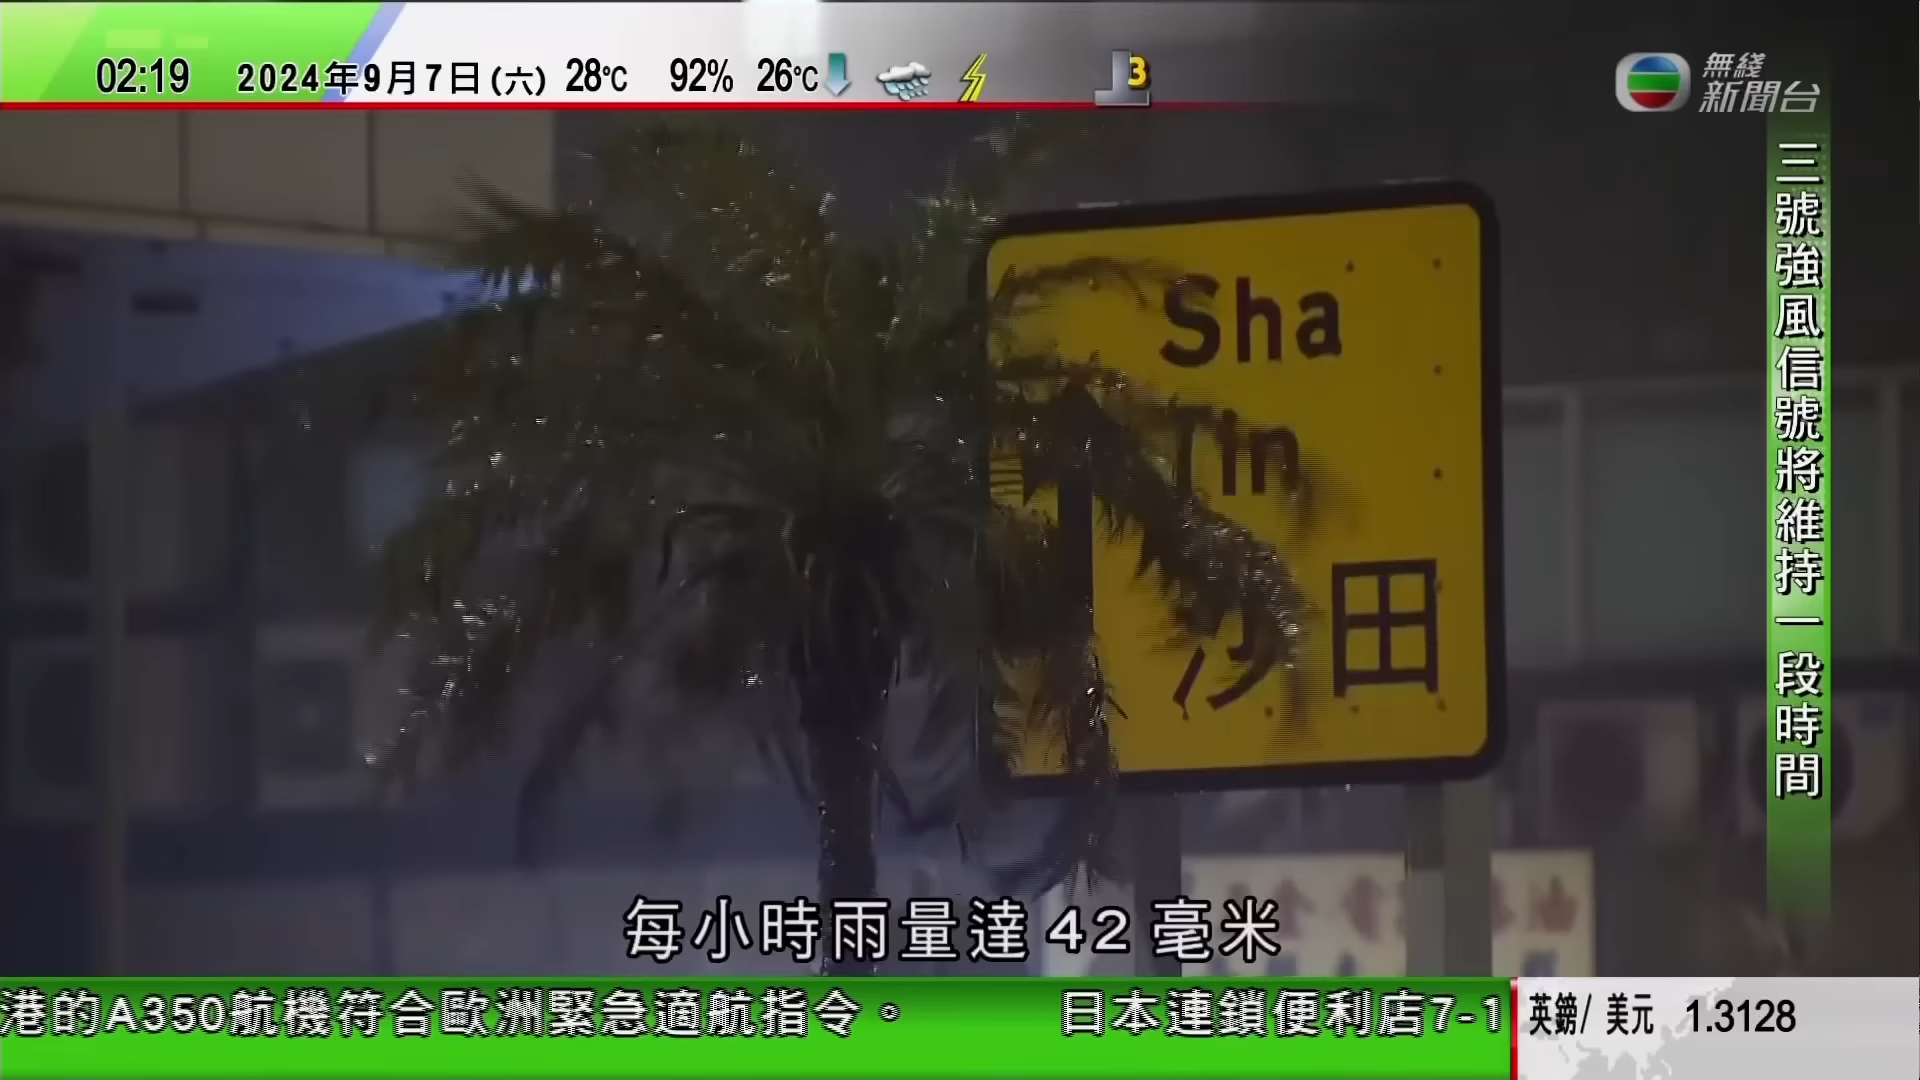 02:19 2024年9月7日(六) 28℃ 92% 26℃ 3
無綫
新聞台
三號強風信號將維持一段時間
Sha
Tin
沙田
每小時雨量達 42 毫米
港的A350航機符合歐洲緊急適航指令。 日本連鎖便利店7-1
英鎊/ 美元 1.3128